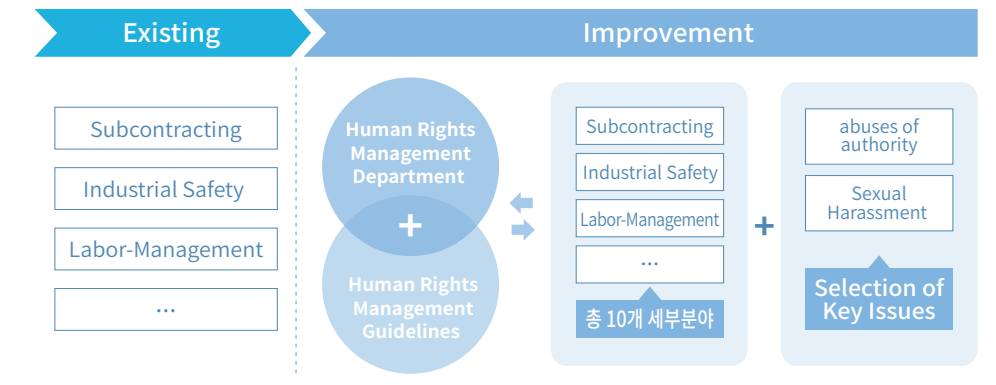 Existing
Improvement
Subcontracting
Industrial Safety
Labor-Management
...
Human Rights
Management
Department
+
Human Rights
Management
Guidelines
Subcontracting
Industrial Safety
Labor-Management
...
총 10개 세부분야
+
abuses of
authority
Sexual
Harassment
Selection of
Key Issues